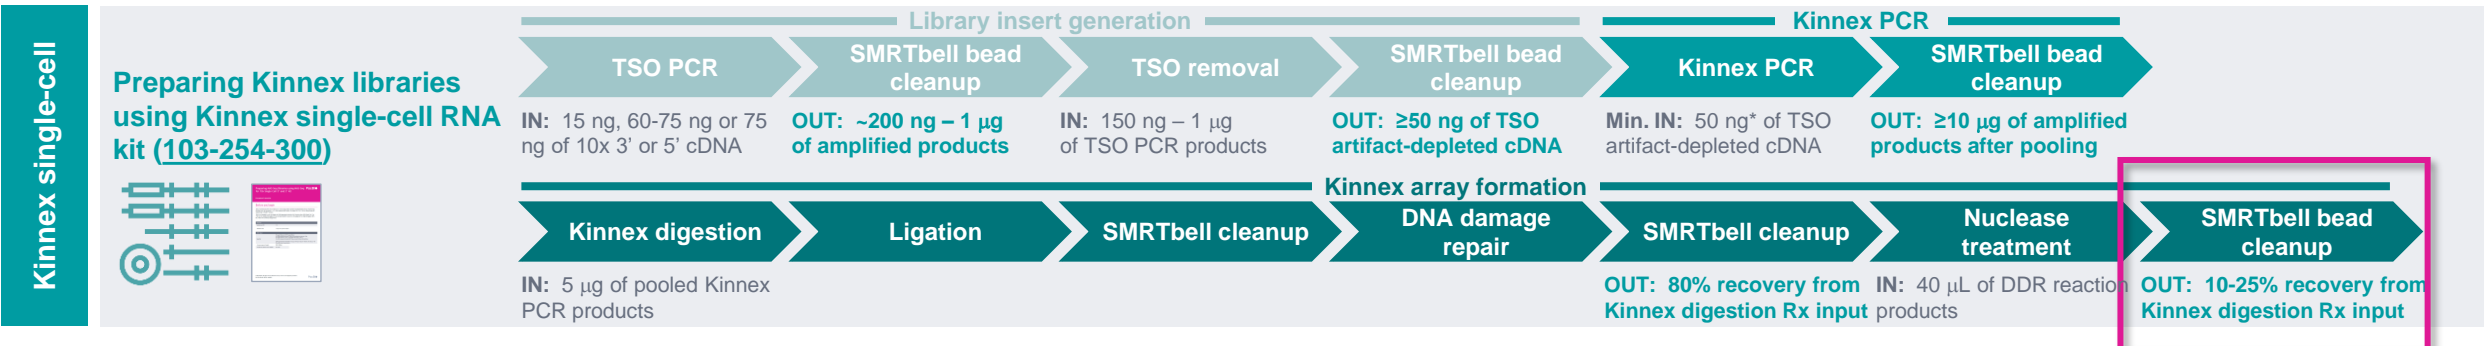 Kinnex single-cell
Preparing Kinnex libraries
using Kinnex single-cell RNA
kit (103-254-300)
Library insert generation
Kinnex PCR
TSO PCR
SMRTbell bead
cleanup
TSO removal
SMRTbell bead
cleanup
Kinnex PCR
SMRTbell bead
cleanup
IN: 15 ng, 60-75 ng or 75
ng of 10x 3’ or 5’ cDNA
OUT: ~200 ng – 1 µg
of amplified products
IN: 150 ng – 1 µg
of TSO PCR products
OUT: ≥50 ng of TSO
artifact-depleted cDNA
Min. IN: 50 ng* of TSO
artifact-depleted cDNA
OUT: ≥10 µg of amplified
products after pooling
Kinnex array formation
Kinnex digestion
Ligation
SMRTbell cleanup
DNA damage
repair
SMRTbell cleanup
Nuclease
treatment
SMRTbell bead
cleanup
IN: 5 µg of pooled Kinnex
PCR products
OUT: 80% recovery from
Kinnex digestion Rx input
IN: 40 µL of DDR reaction
products
OUT: 10-25% recovery from
Kinnex digestion Rx input